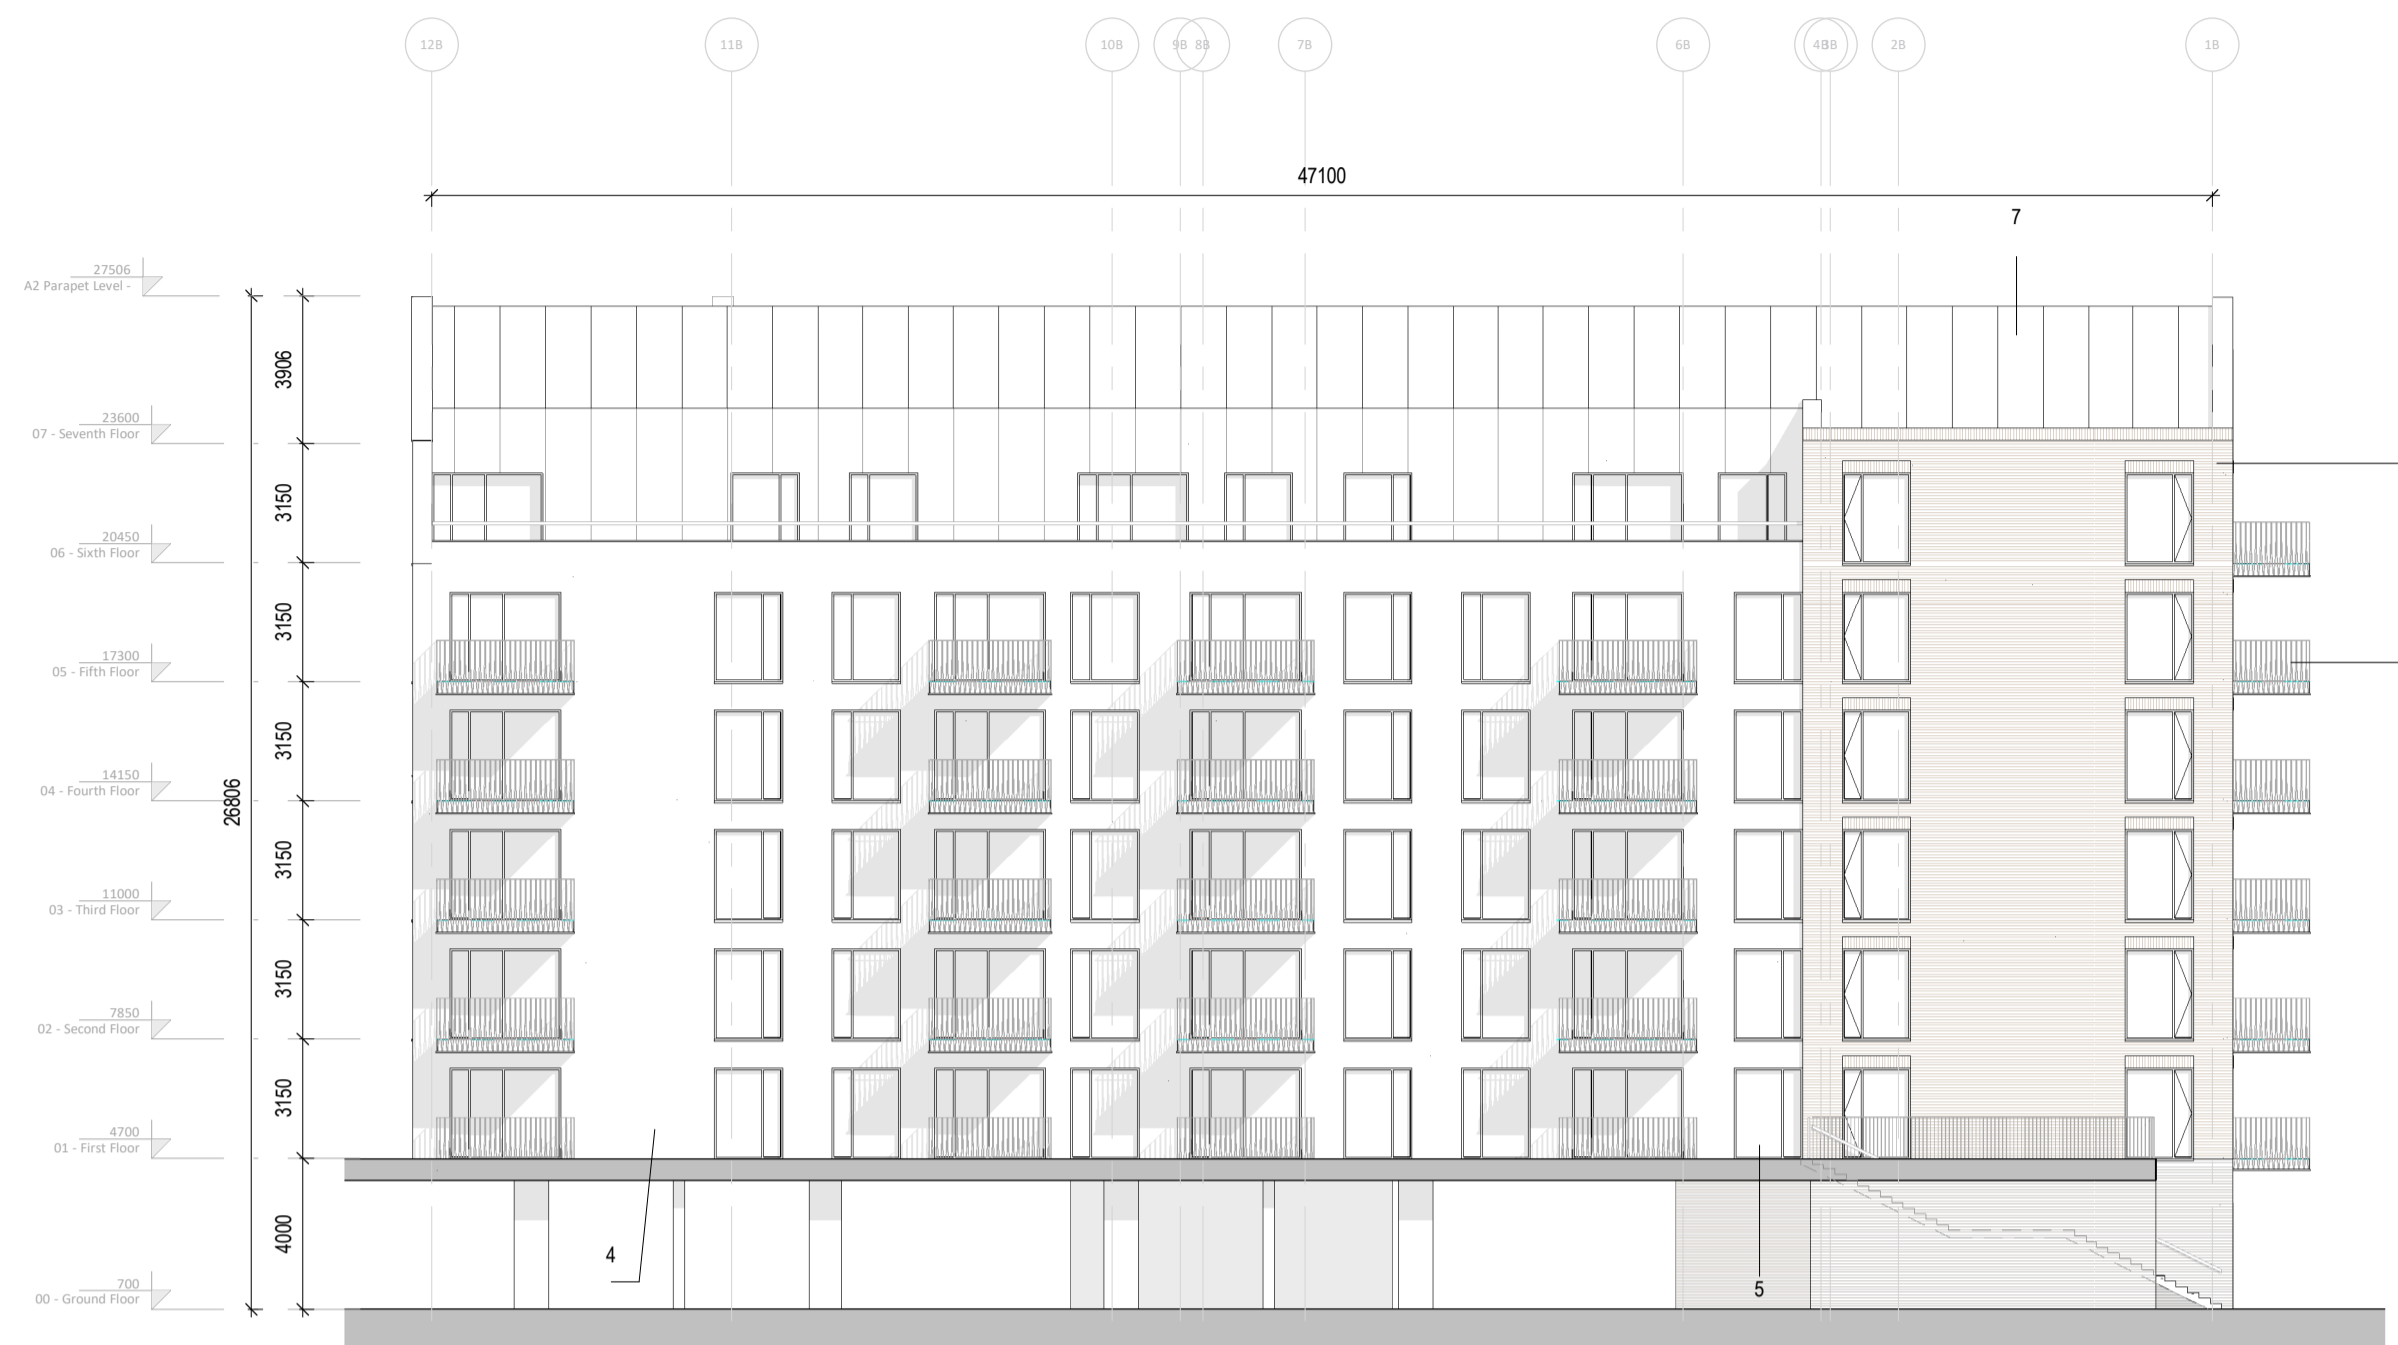 12B
11B
10B
9B
8B
7B
6B
4B
3B
2B
1B
47100
7
27506
A2 Parapet Level -
3906
23600
07 - Seventh Floor
3150
20450
06 - Sixth Floor
3150
17300
05 - Fifth Floor
3150
14150
04 - Fourth Floor
26806
3150
11000
03 - Third Floor
3150
7850
02 - Second Floor
3150
4700
01 - First Floor
4000
4
5
700
00 - Ground Floor